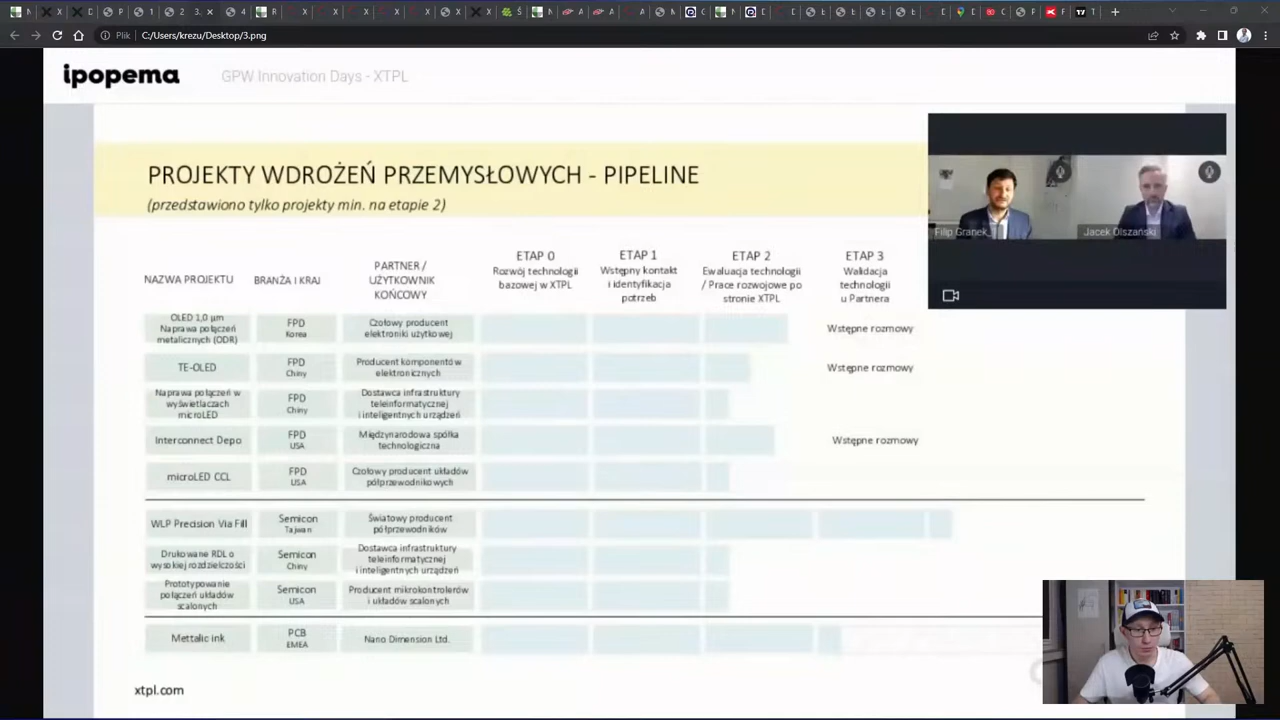 Plik C:/Users/krezu/Desktop/3.png
ipopema
GPW Innovation Days - XTPL
PROJEKTY WDROŻEŃ PRZEMYSŁOWYCH - PIPELINE
(przedstawiono tylko projekty min. na etapie 2)
Filip Granek
Jacek Olszański
NAZWA PROJEKTU
BRANŻA I KRAJ
PARTNER /
UŻYTKOWNIK
KOŃCOWY
ETAP 0
Rozwój technologii
bazowej w XTPL
ETAP 1
Wstępny kontakt
i identyfikacja
potrzeb
ETAP 2
Ewaluacja technologii
/ Prace rozwojowe po
stronie XTPL
ETAP 3
Walidacja
technologii
u Partnera
OLED 1,0 µm
Naprawa połączeń
metalicznych (ODR)
FPD
Korea
Czołowy producent
elektroniki użytkowej
Wstępne rozmowy
TE-OLED
FPD
Chiny
Producent komponentów
elektronicznych
Wstępne rozmowy
Naprawa połączeń w
wyświetlaczach
microLED
FPD
Chiny
Dostawca infrastruktury
teleinformatycznej
i inteligentnych urządzeń
Interconnect Depo
FPD
USA
Międzynarodowa spółka
technologiczna
Wstępne rozmowy
microLED CCL
FPD
USA
Czołowy producent układów
półprzewodnikowych
WLP Precision Via Fill
Semicon
Tajwan
Światowy producent
półprzewodników
Drukowane RDL o
wysokiej rozdzielczości
Semicon
Chiny
Dostawca infrastruktury
teleinformatycznej
i inteligentnych urządzeń
Prototypowanie
połączeń układów
scalonych
Semicon
USA
Producent mikrokontrolerów
i układów scalonych
Mettalic ink
PCB
EMEA
Nano Dimension Ltd.
xtpl.com